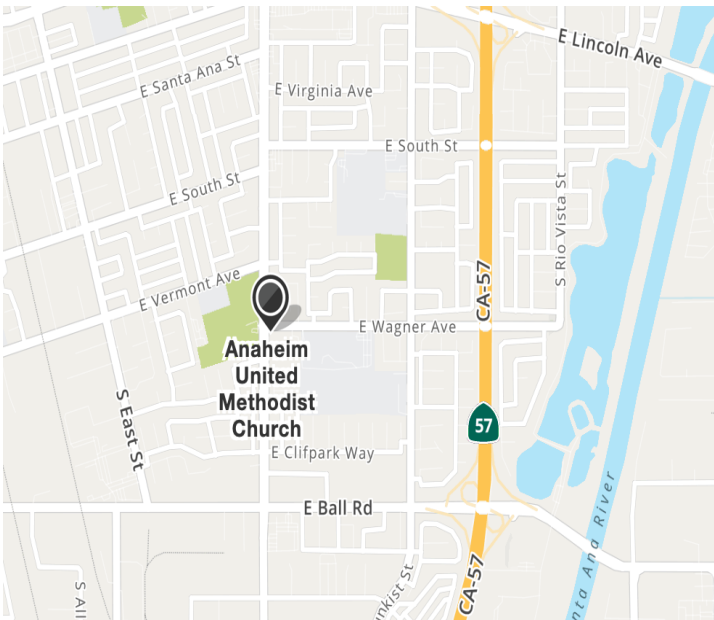 E Lincoln Ave
E Santa Ana St
E Virginia Ave
E South St
E South St
S Rio Vista St
E Vermont Ave
CA-57
E Wagner Ave
Anaheim
United
Methodist
Church
S East St
57
E Clifpark Way
E Ball Rd
CA-57